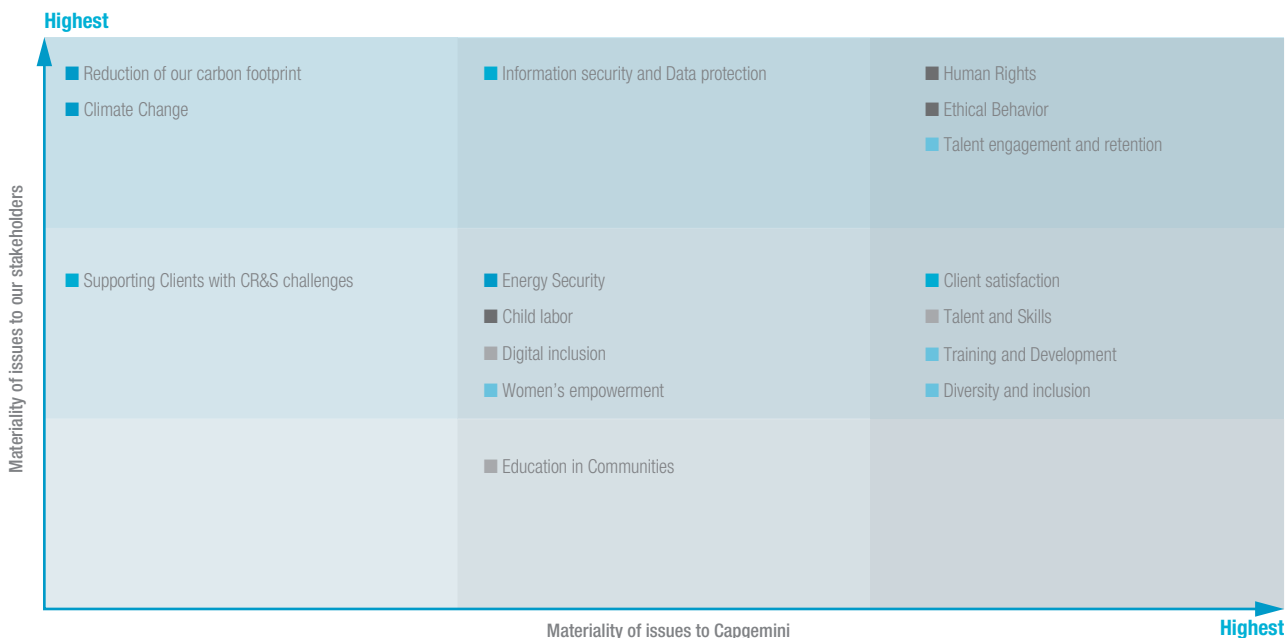 Highest
Reduction of our carbon footprint
Climate Change
Information security and Data protection
Human Rights
Ethical Behavior
Talent engagement and retention
Materiality of issues to our stakeholders
Supporting Clients with CR&S challenges
Energy Security
Child labor
Digital inclusion
Women's empowerment
Client satisfaction
Talent and Skills
Training and Development
Diversity and inclusion
Education in Communities
Materiality of issues to Capgemini
Highest